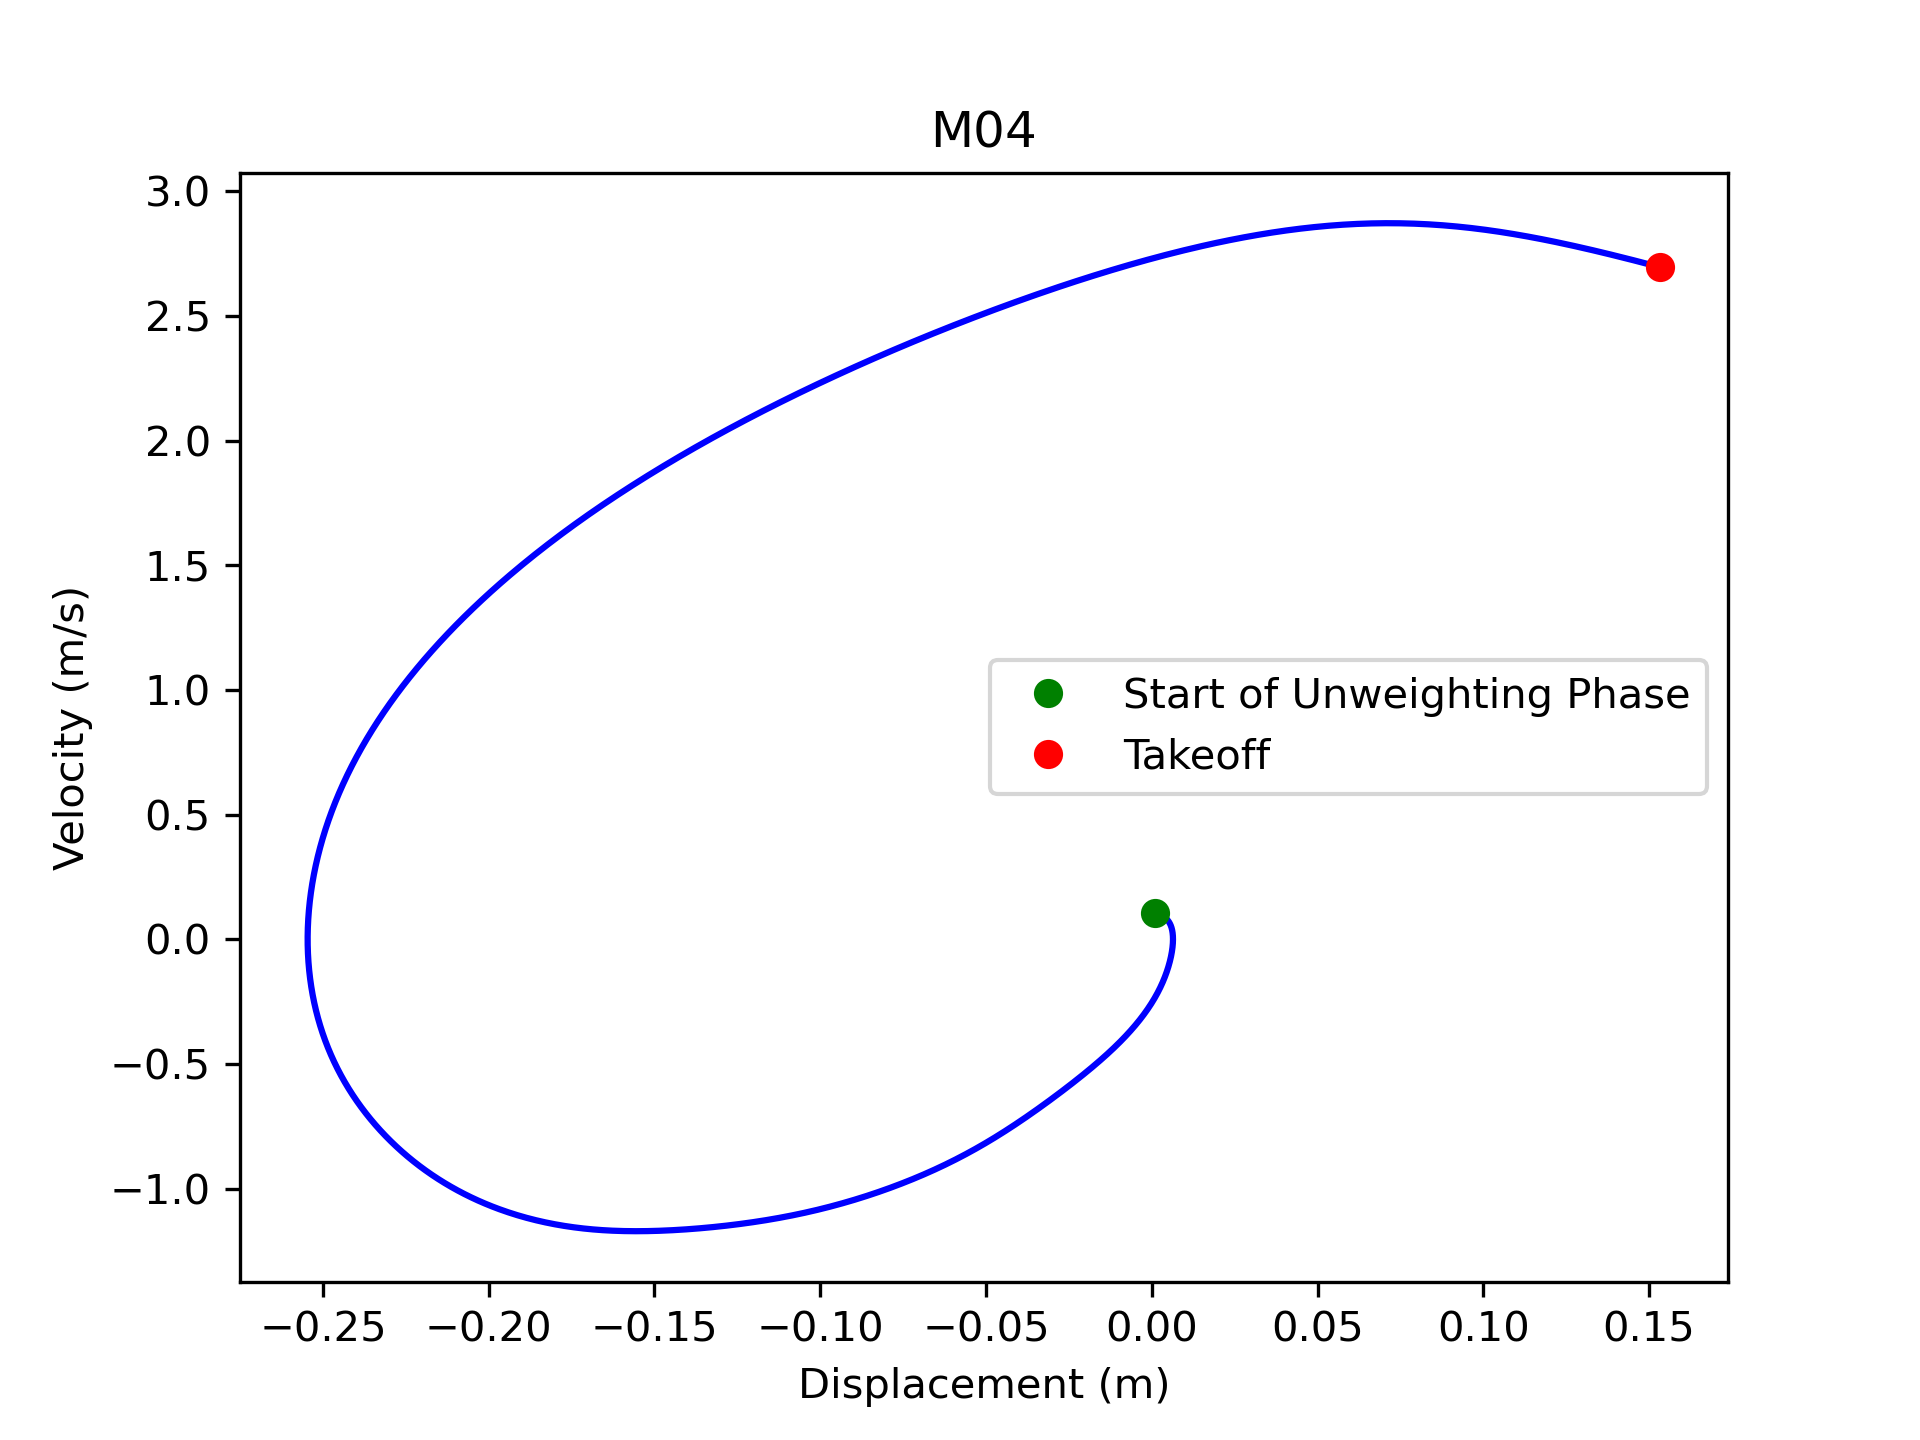 M04
3.0
2.5
2.0
1.5
1.0
0.5
0.0
−0.5
−1.0
Velocity (m/s)
Start of Unweighting Phase
Takeoff
−0.25 −0.20 −0.15 −0.10 −0.05 0.00 0.05 0.10 0.15
Displacement (m)